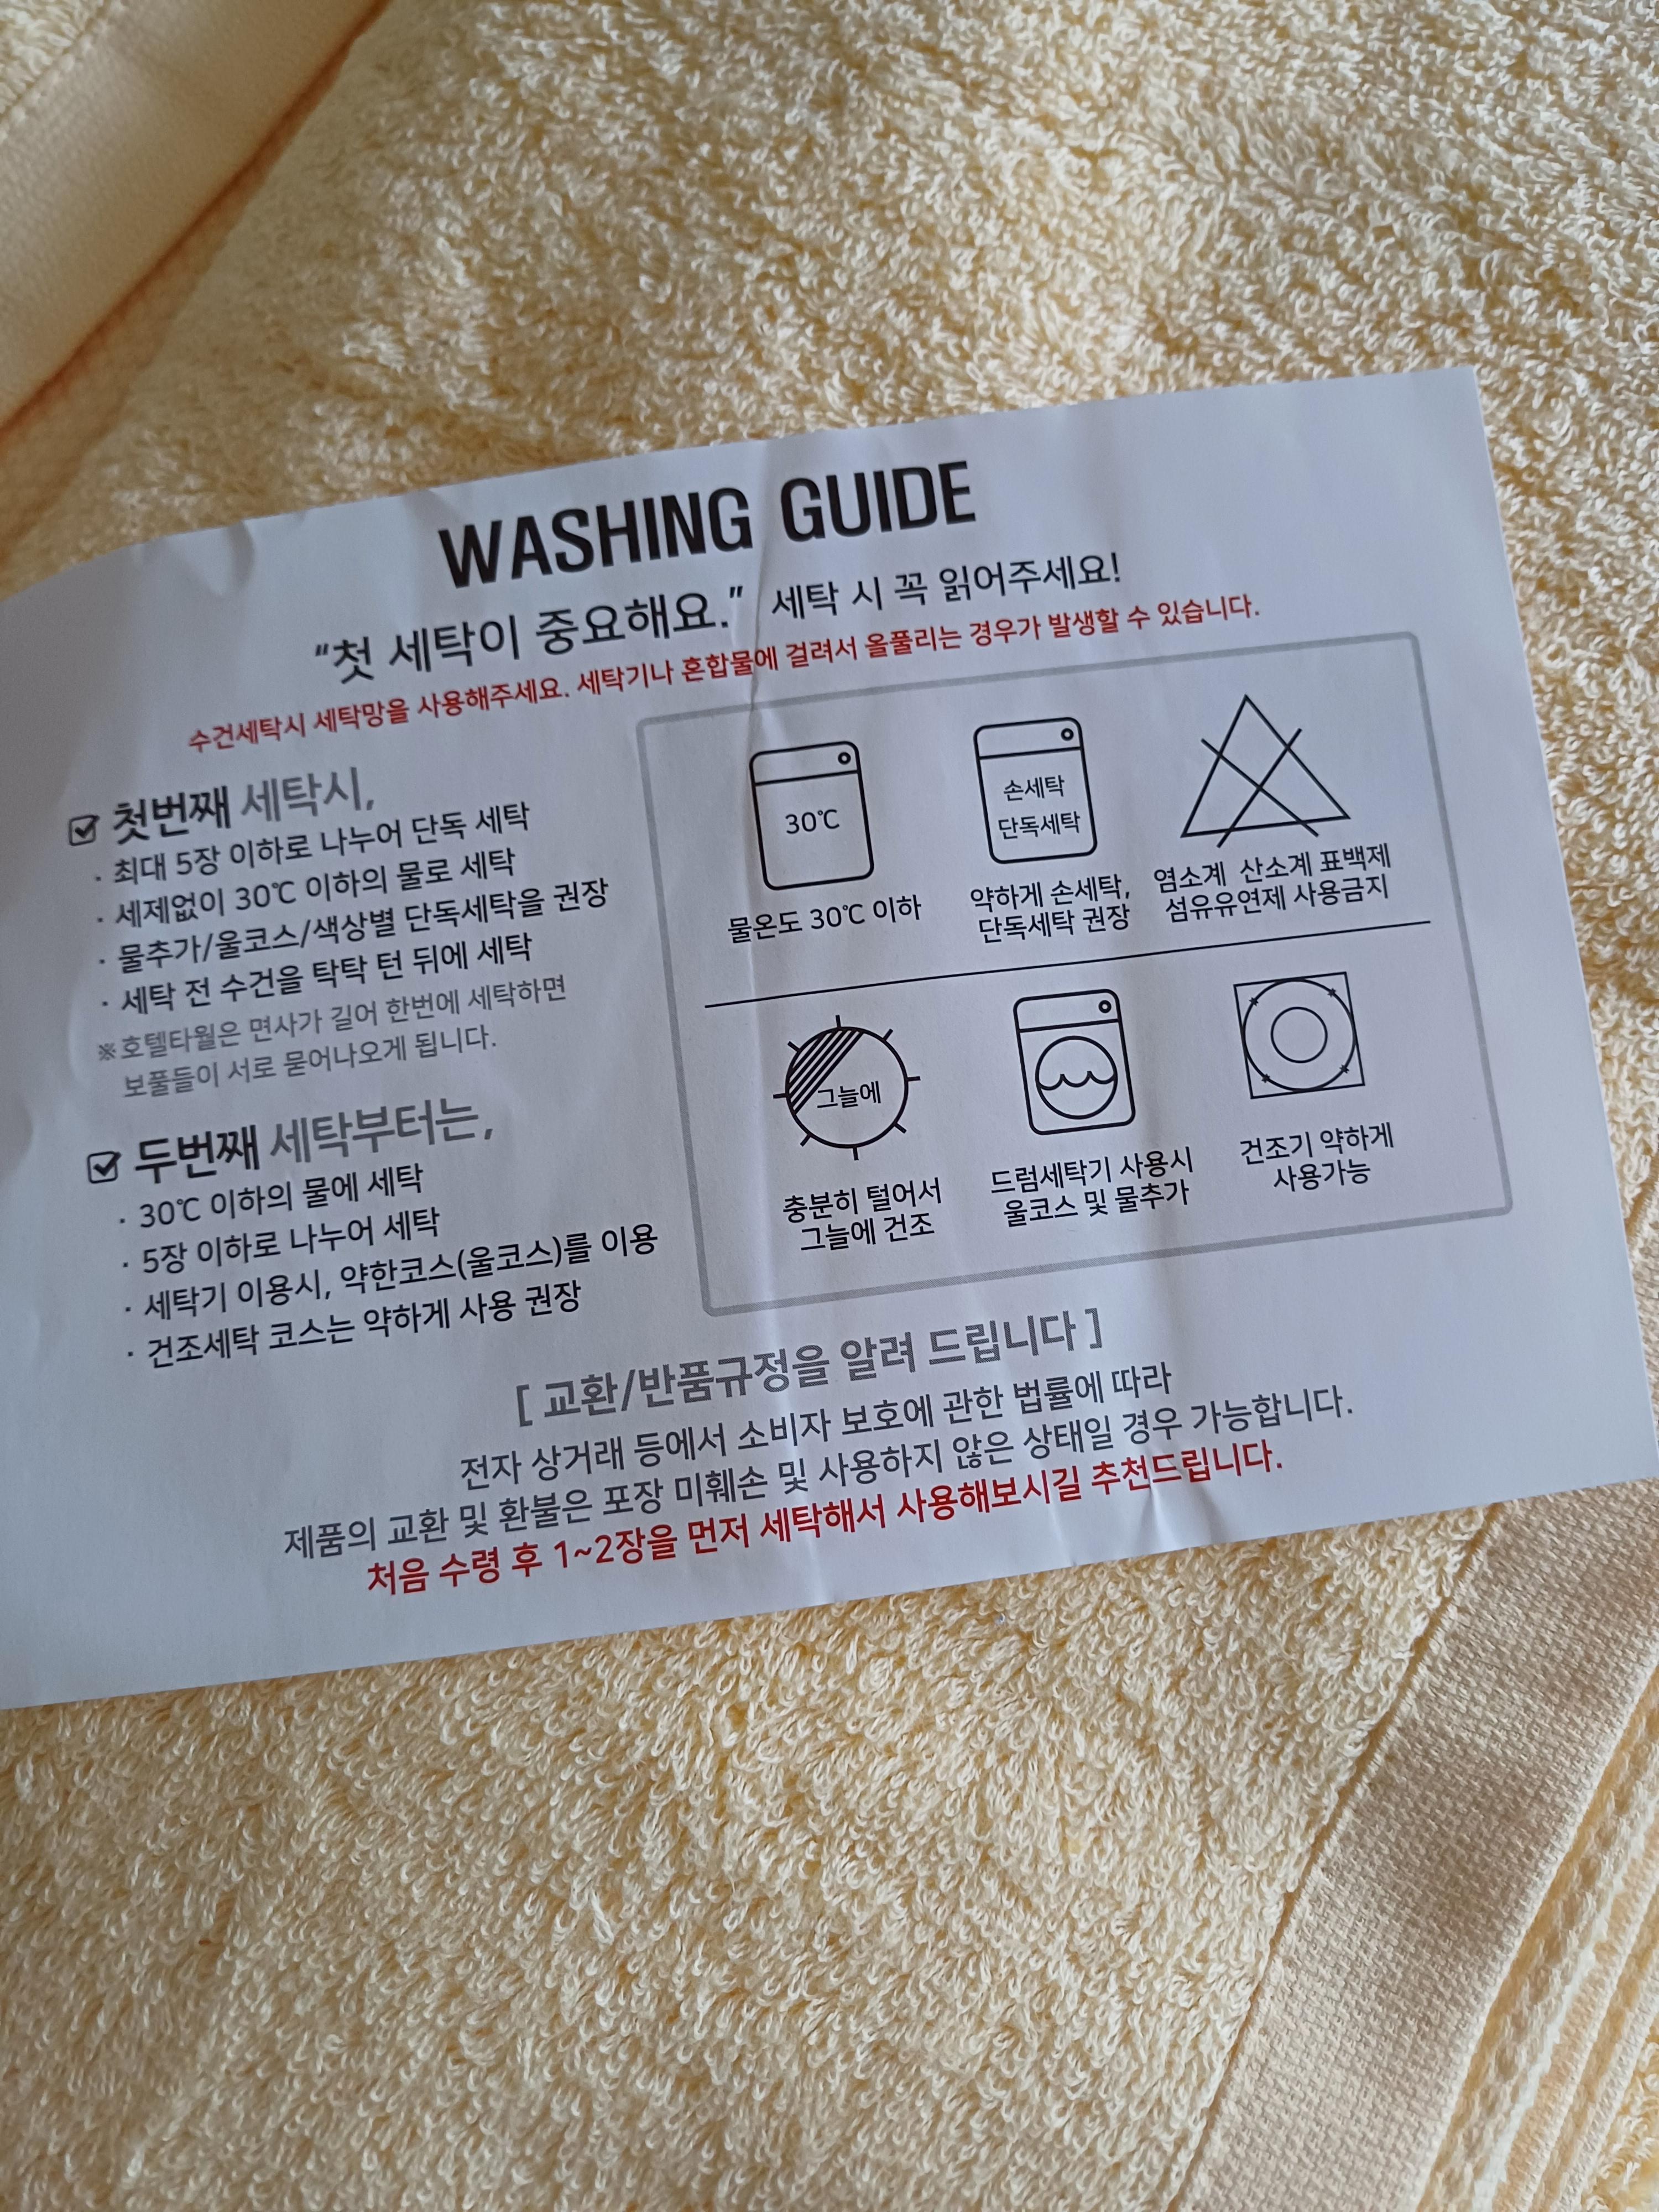 WASHING GUIDE
"첫 세탁이 중요해요." 세탁 시 꼭 읽어주세요!
수건세탁시 세탁망을 사용해주세요. 세탁기나 혼합물에 걸려서 올풀리는 경우가 발생할 수 있습니다.
첫번째 세탁시,
· 최대 5장 이하로 나누어 단독 세탁
· 세제없이 30℃ 이하의 물로 세탁
· 물추가/울코스/색상별 단독세탁을 권장
· 세탁 전 수건을 탁탁 턴 뒤에 세탁
※호텔타월은 면사가 길어 한번에 세탁하면
보풀들이 서로 묻어나오게 됩니다.
두번째 세탁부터는,
· 30℃ 이하의 물에 세탁
· 5장 이하로 나누어 세탁
· 세탁기 이용시, 약한코스(울코스)를 이용
· 건조세탁 코스는 약하게 사용 권장
30℃
물온도 30℃ 이하
손세탁
단독세탁
약하게 손세탁,
단독세탁 권장
염소계 산소계 표백제
섬유유연제 사용금지
그늘에
충분히 털어서
그늘에 건조
드럼세탁기 사용시
울코스 및 물추가
건조기 약하게
사용가능
[ 교환/반품규정을 알려 드립니다 ]
전자 상거래 등에서 소비자 보호에 관한 법률에 따라
제품의 교환 및 환불은 포장 미훼손 및 사용하지 않은 상태일 경우 가능합니다.
처음 수령 후 1~2장을 먼저 세탁해서 사용해보시길 추천드립니다.